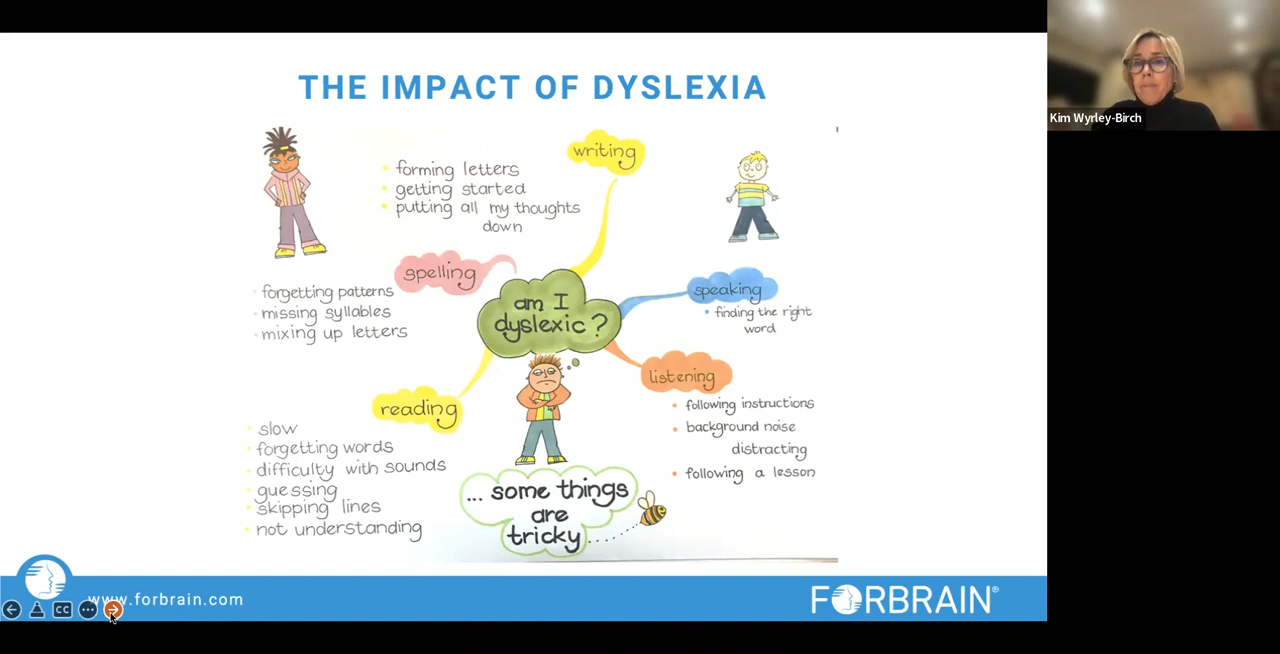 THE IMPACT OF DYSLEXIA
Kim Wyrley-Birch
writing
• forming letters
• getting started
• putting all my thoughts
down
spelling
• forgetting patterns
• missing syllables
• mixing up letters
am I
dyslexic?
speaking
• finding the right
word
listening
• following instructions
• background noise
distracting
• following a lesson
reading
• slow
• forgetting words
• difficulty with sounds
• guessing
• skipping lines
• not understanding
... some things
are
tricky
www.forbrain.com
CC
FORBRAIN®